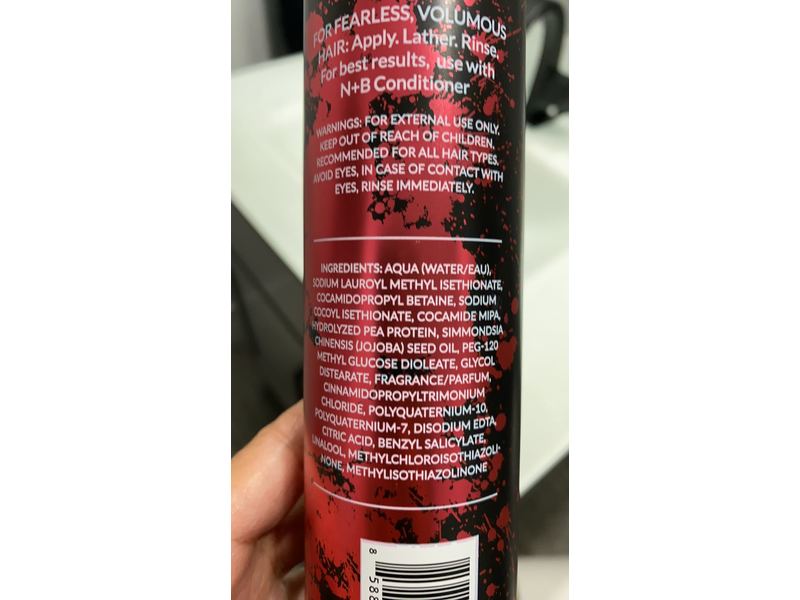 FOR FEARLESS, VOLUMOUS
HAIR: Apply. Lather. Rinse.
For best results, use with
N+B Conditioner
WARNINGS: FOR EXTERNAL USE ONLY.
KEEP OUT OF REACH OF CHILDREN.
RECOMMENDED FOR ALL HAIR TYPES.
AVOID EYES, IN CASE OF CONTACT WITH
EYES, RINSE IMMEDIATELY.
INGREDIENTS: AQUA (WATER/EAU),
SODIUM LAUROYL METHYL ISETHIONATE,
COCAMIDOPROPYL BETAINE, SODIUM
COCOYL ISETHIONATE, COCAMIDE MIPA,
HYDROLYZED PEA PROTEIN, SIMMONDSIA
CHINENSIS (JOJOBA) SEED OIL, PEG-120
METHYL GLUCOSE DIOLEATE, GLYCOL
DISTEARATE, FRAGRANCE/PARFUM,
CINNAMIDOPROPYLTRIMONIUM
CHLORIDE, POLYQUATERNIUM-10,
POLYQUATERNIUM-7, DISODIUM EDTA,
CITRIC ACID, BENZYL SALICYLATE,
LINALOOL, METHYLCHLOROISOTHIAZOLI-
NONE, METHYLISOTHIAZOLINONE
8